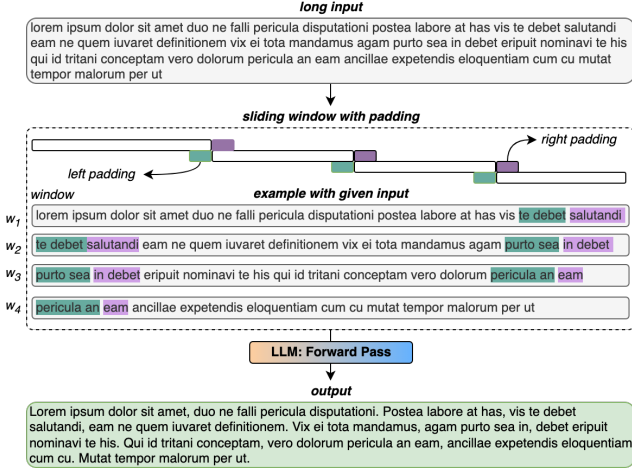 long input
lorem ipsum dolor sit amet duo ne falli pericula disputationi postea labore at has vis te debet salutandi
eam ne quem iuvaret definitionem vix ei tota mandamus agam purto sea in debet eripuit nominavi te his
qui id tritani conceptam vero dolorum pericula an eam ancillae expetendis eloquentiam cum cu mutat
tempor malorum per ut
sliding window with padding
right padding
left padding
window
example with given input
w1 lorem ipsum dolor sit amet duo ne falli pericula disputationi postea labore at has vis te debet salutandi
w2 te debet salutandi eam ne quem iuvaret definitionem vix ei tota mandamus agam purto sea in debet
w3 purto sea in debet eripuit nominavi te his qui id tritani conceptam vero dolorum pericula an eam
w4 pericula an eam ancillae expetendis eloquentiam cum cu mutat tempor malorum per ut
LLM: Forward Pass
output
Lorem ipsum dolor sit amet, duo ne falli pericula disputationi. Postea labore at has, vis te debet
salutandi, eam ne quem iuvaret definitionem. Vix ei tota mandamus, agam purto sea in, debet eripuit
nominavi te his. Qui id tritani conceptam, vero dolorum pericula an eam, ancillae expetendis eloquentiam
cum cu. Mutat tempor malorum per ut.